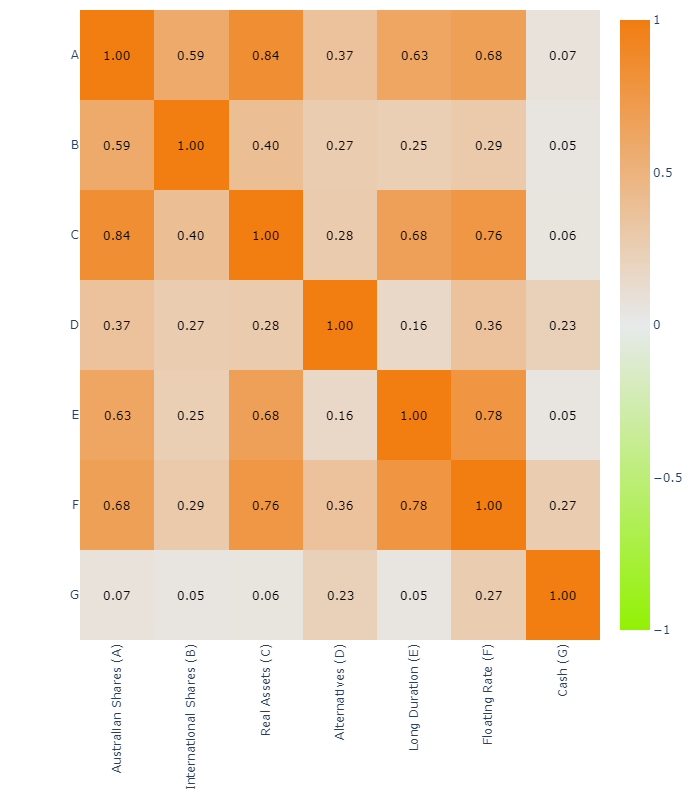 A 1.00 0.59 0.84 0.37 0.63 0.68 0.07
B 0.59 1.00 0.40 0.27 0.25 0.29 0.05
C 0.84 0.40 1.00 0.28 0.68 0.76 0.06
D 0.37 0.27 0.28 1.00 0.16 0.36 0.23
E 0.63 0.25 0.68 0.16 1.00 0.78 0.05
F 0.68 0.29 0.76 0.36 0.78 1.00 0.27
G 0.07 0.05 0.06 0.23 0.05 0.27 1.00
Australian Shares (A)
International Shares (B)
Real Assets (C)
Alternatives (D)
Long Duration (E)
Floating Rate (F)
Cash (G)
1
0.5
0
−0.5
−1